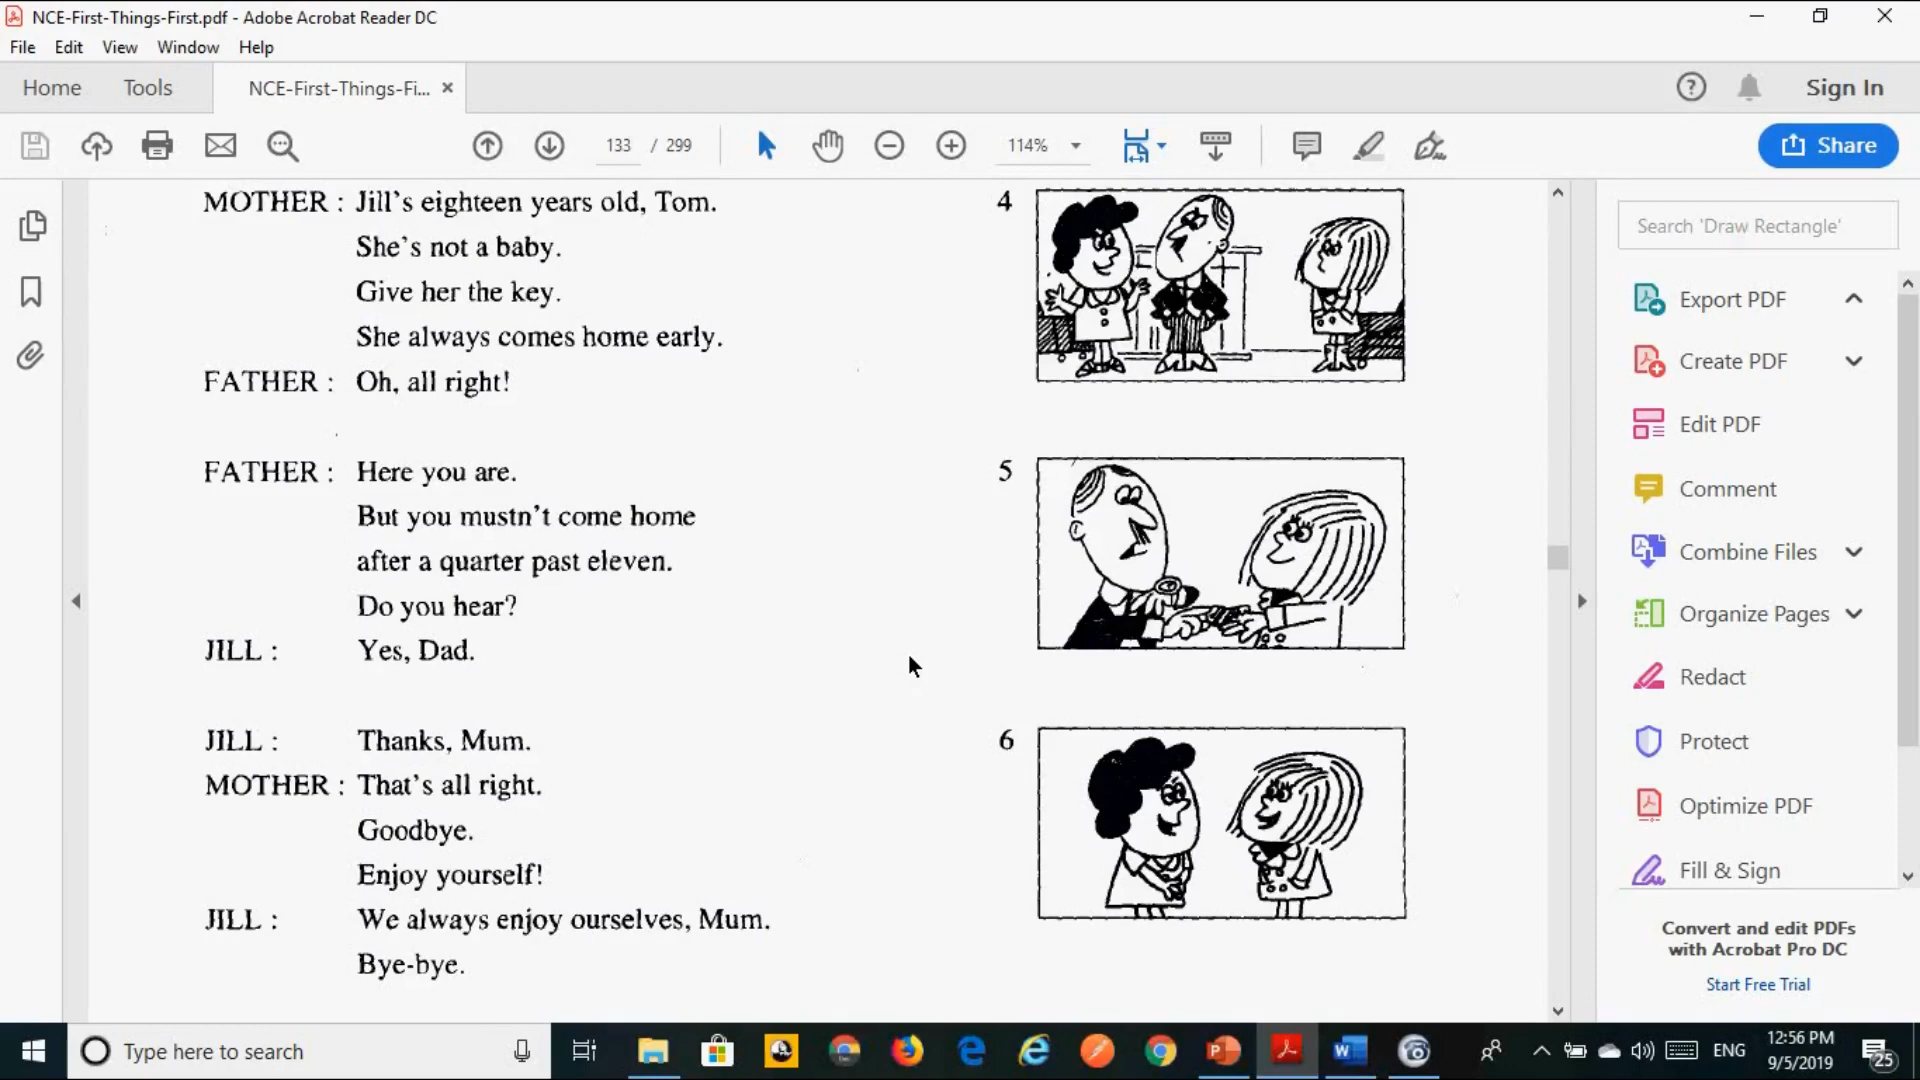 NCE-First-Things-First.pdf - Adobe Acrobat Reader DC
File Edit View Window Help
Home Tools NCE-First-Things-Fi... × Sign In
133 / 299 114% Share
MOTHER : Jill's eighteen years old, Tom.
She's not a baby.
Give her the key.
She always comes home early.
FATHER : Oh, all right!
4
FATHER : Here you are.
But you mustn't come home
after a quarter past eleven.
Do you hear?
JILL : Yes, Dad.
5
JILL : Thanks, Mum.
MOTHER : That's all right.
Goodbye.
Enjoy yourself!
JILL : We always enjoy ourselves, Mum.
Bye-bye.
6
Search 'Draw Rectangle'
Export PDF
Create PDF
Edit PDF
Comment
Combine Files
Organize Pages
Redact
Protect
Optimize PDF
Fill & Sign
Convert and edit PDFs
with Acrobat Pro DC
Start Free Trial
Type here to search
ENG
12:56 PM
9/5/2019
25